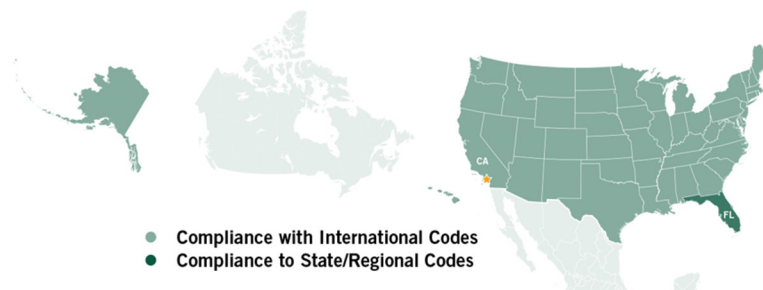 CA
FL
Compliance with International Codes
Compliance to State/Regional Codes